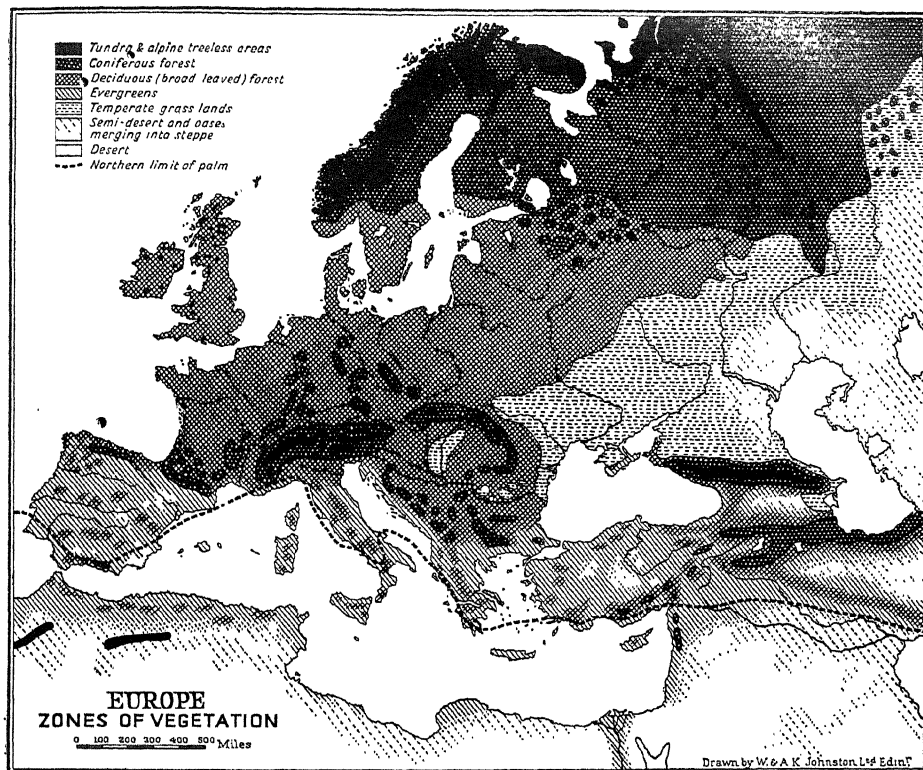 Tundra & alpine treeless areas
Coniferous forest
Deciduous (broad leaved) forest
Evergreens
Temperate grass lands
Semi-desert and oases
merging into steppe
Desert
Northern limit of palm
EUROPE
ZONES OF VEGETATION
0 100 200 300 400 500 Miles
Drawn by W. & A K Johnston Ltd Edinr.